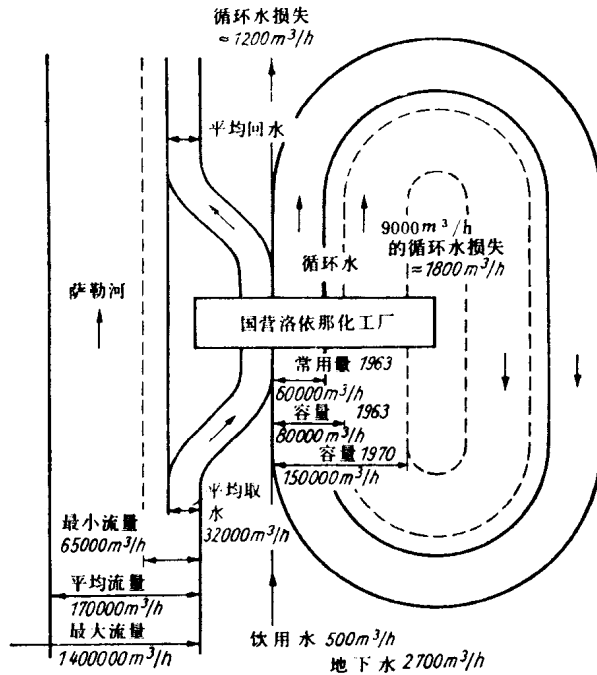 循环水损失
≈1200m³/h
平均回水
9000m³/h
的循环水损失
≈1800m³/h
循环水
萨勒河
国营洛依那化工厂
常用量 1963
60000m³/h
容量 1963
80000m³/h
容量 1970
150000m³/h
平均取
水
32000m³/h
最小流量
65000m³/h
平均流量
170000m³/h
最大流量
1400000m³/h
饮用水 500m³/h
地下水 2700m³/h